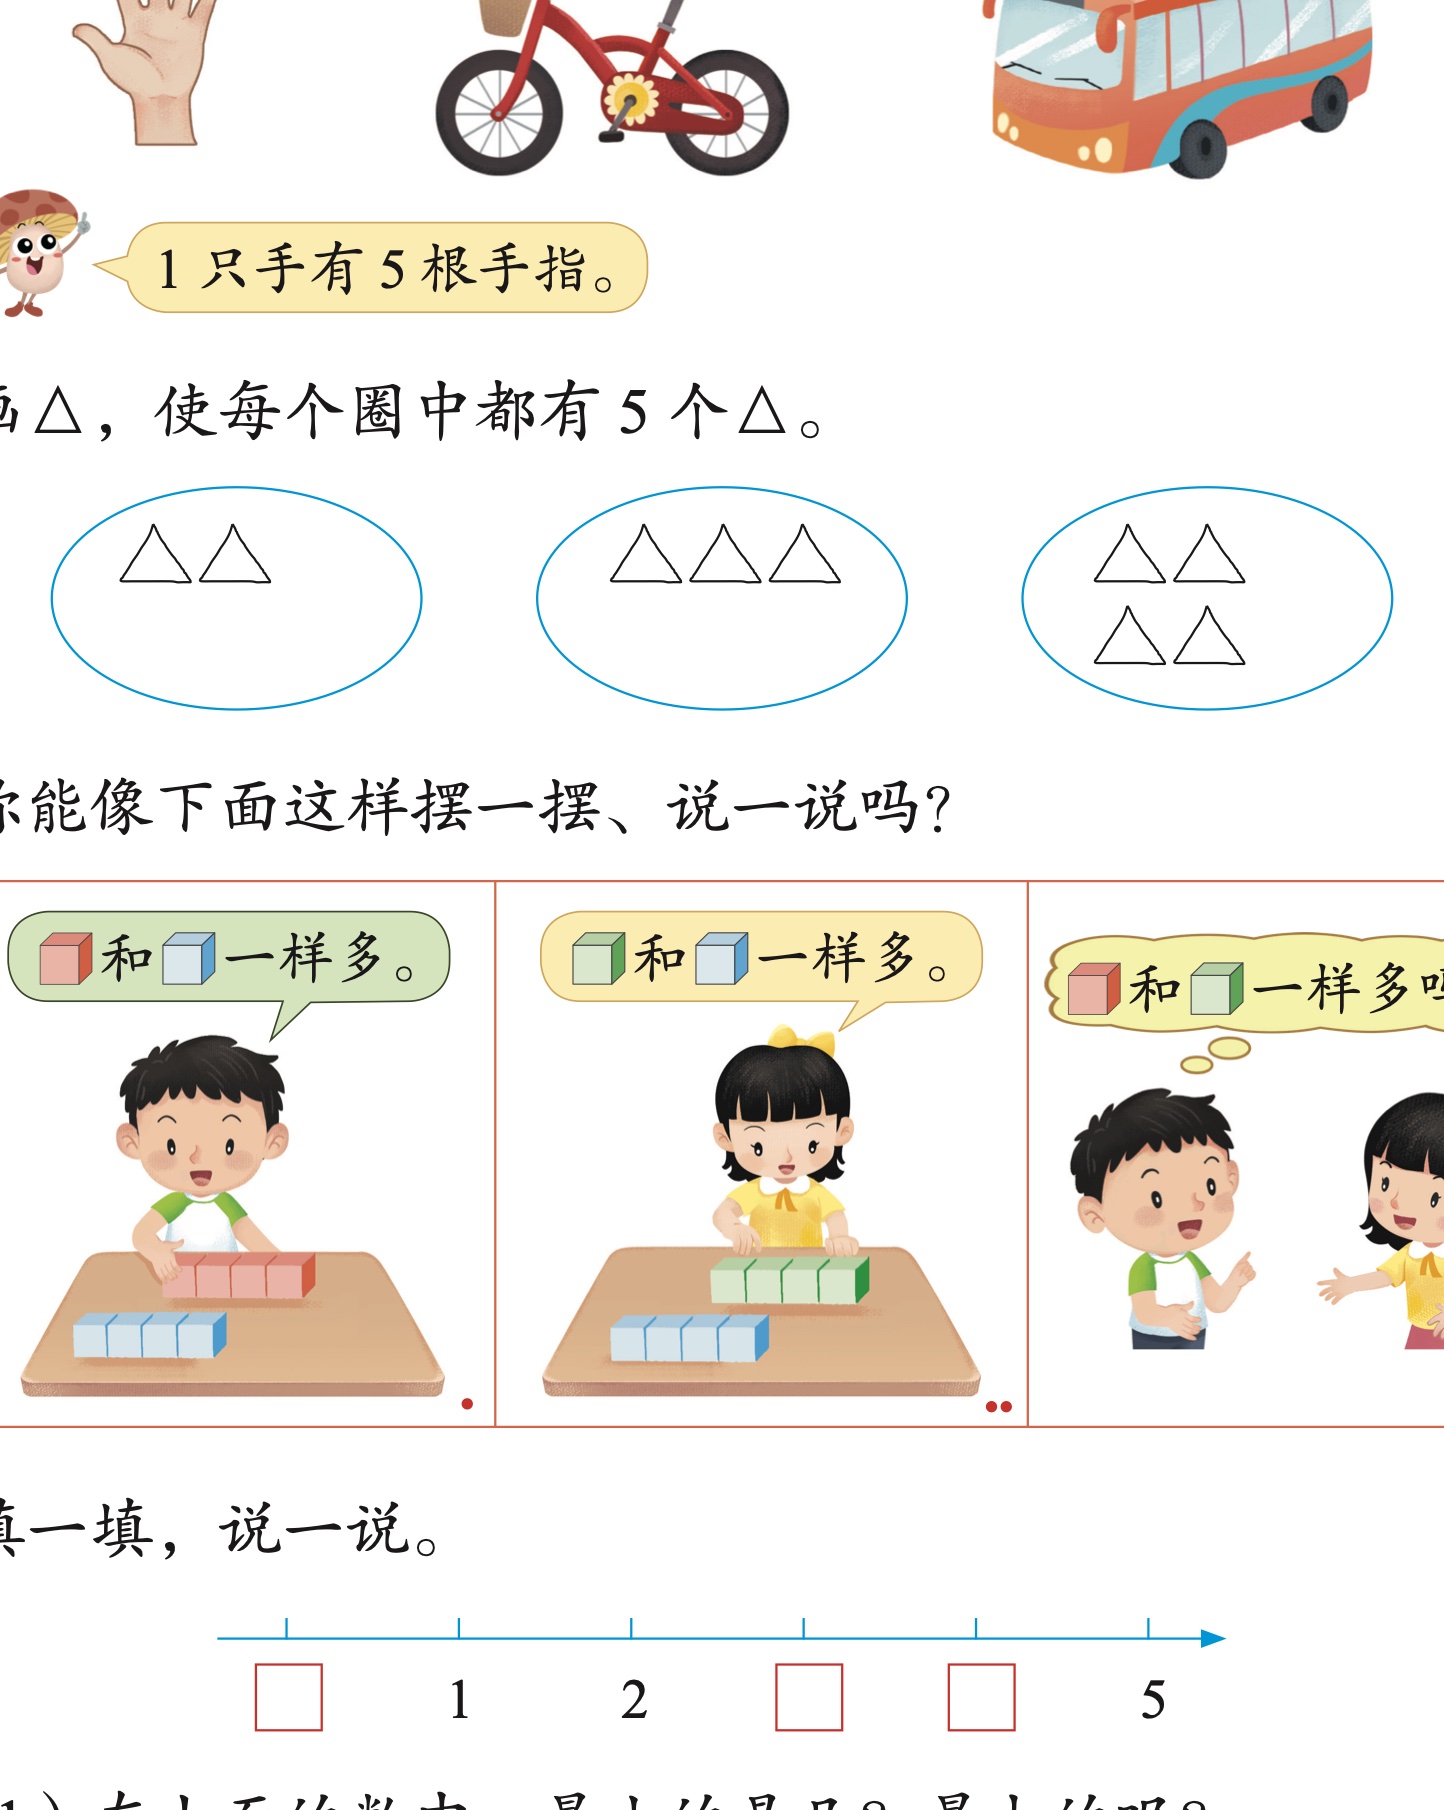 1 只手有 5 根手指。
画△，使每个圈中都有 5 个△。
你能像下面这样摆一摆、说一说吗？
和 一样多。
和 一样多。
和 一样多吗
填一填，说一说。
1 2 5